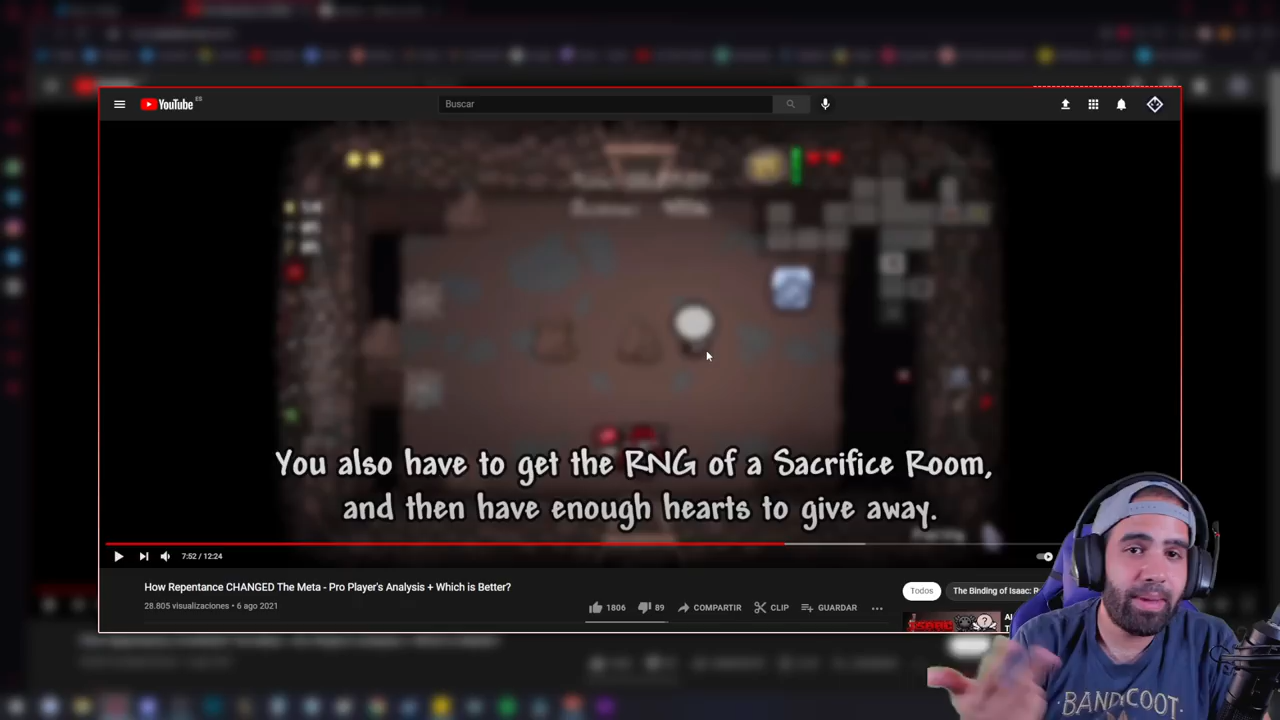 YouTube ES
Buscar
You also have to get the RNG of a Sacrifice Room,
and then have enough hearts to give away.
7:52 / 12:24
How Repentance CHANGED The Meta - Pro Player's Analysis + Which is Better?
28.805 visualizaciones • 6 ago 2021
1806 89 COMPARTIR CLIP GUARDAR
Todos The Binding of Isaac: R
BANDICOOT